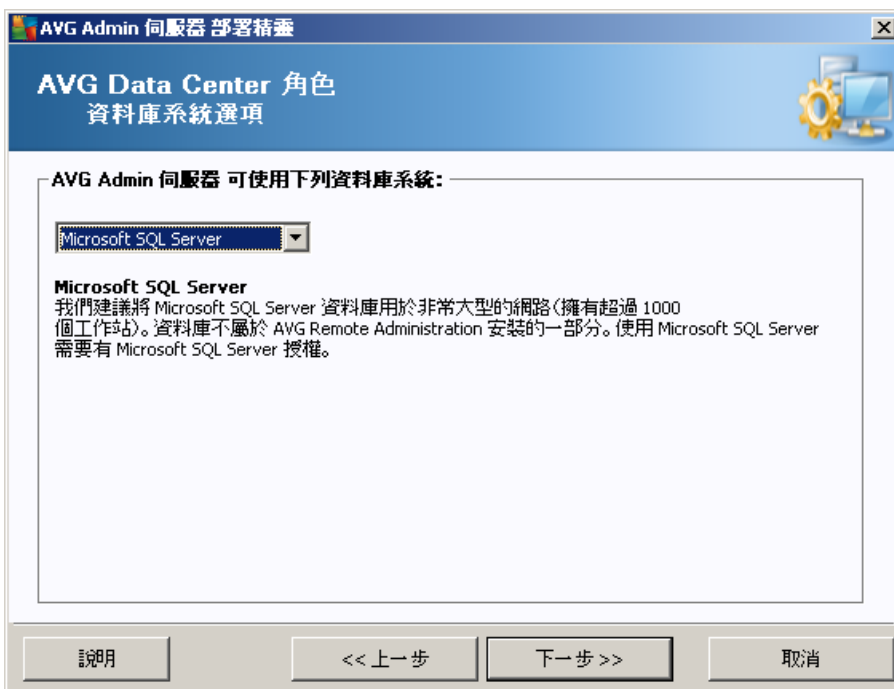 AVG Admin 伺服器 部署精靈
AVG Data Center 角色
資料庫系統選項
AVG Admin 伺服器 可使用下列資料庫系統:
Microsoft SQL Server
Microsoft SQL Server
我們建議將 Microsoft SQL Server 資料庫用於非常大型的網路(擁有超過 1000
個工作站)。資料庫不屬於 AVG Remote Administration 安裝的一部分。使用 Microsoft SQL Server
需要有 Microsoft SQL Server 授權。
說明
<< 上一步
下一步 >>
取消